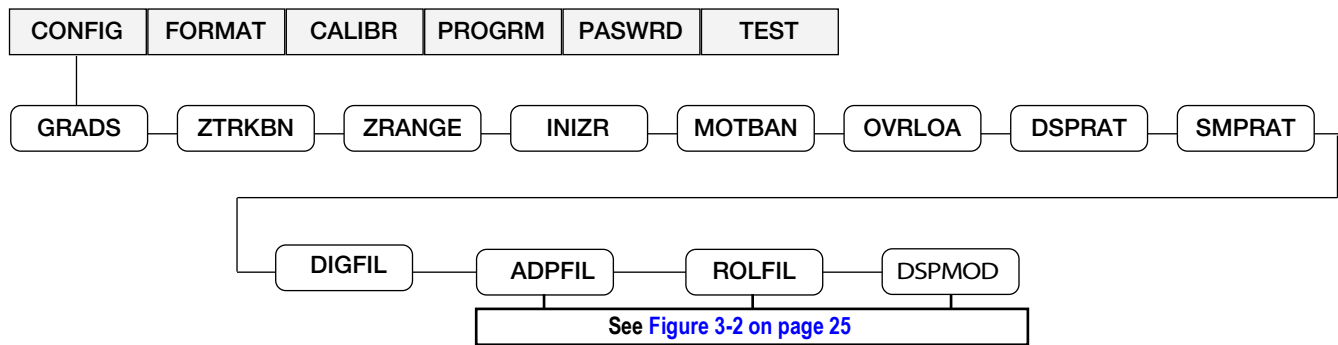 CONFIG FORMAT CALIBR PROGRM PASWRD TEST
GRADS ZTRKBN ZRANGE INIZR MOTBAN OVRLOA DSPRAT SMPRAT
DIGFIL ADPFIL ROLFIL DSPMOD
See Figure 3-2 on page 25